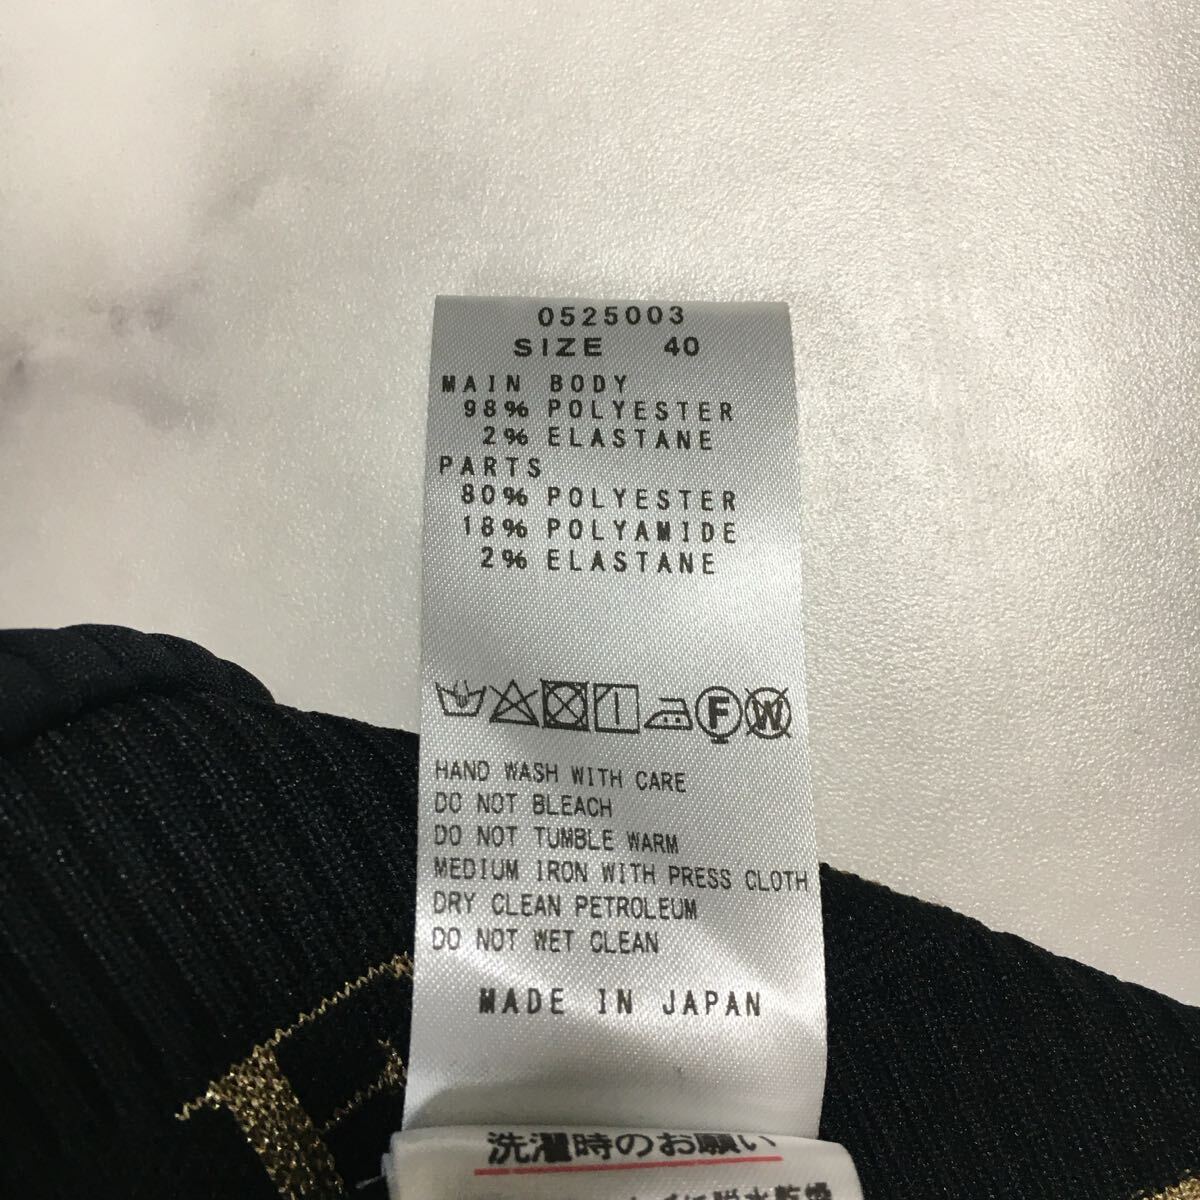 0525003
SIZE 40
MAIN BODY
98% POLYESTER
2% ELASTANE
PARTS
80% POLYESTER
18% POLYAMIDE
2% ELASTANE
F W
HAND WASH WITH CARE
DO NOT BLEACH
DO NOT TUMBLE WARM
MEDIUM IRON WITH PRESS CLOTH
DRY CLEAN PETROLEUM
DO NOT WET CLEAN
MADE IN JAPAN
洗濯時のお願い